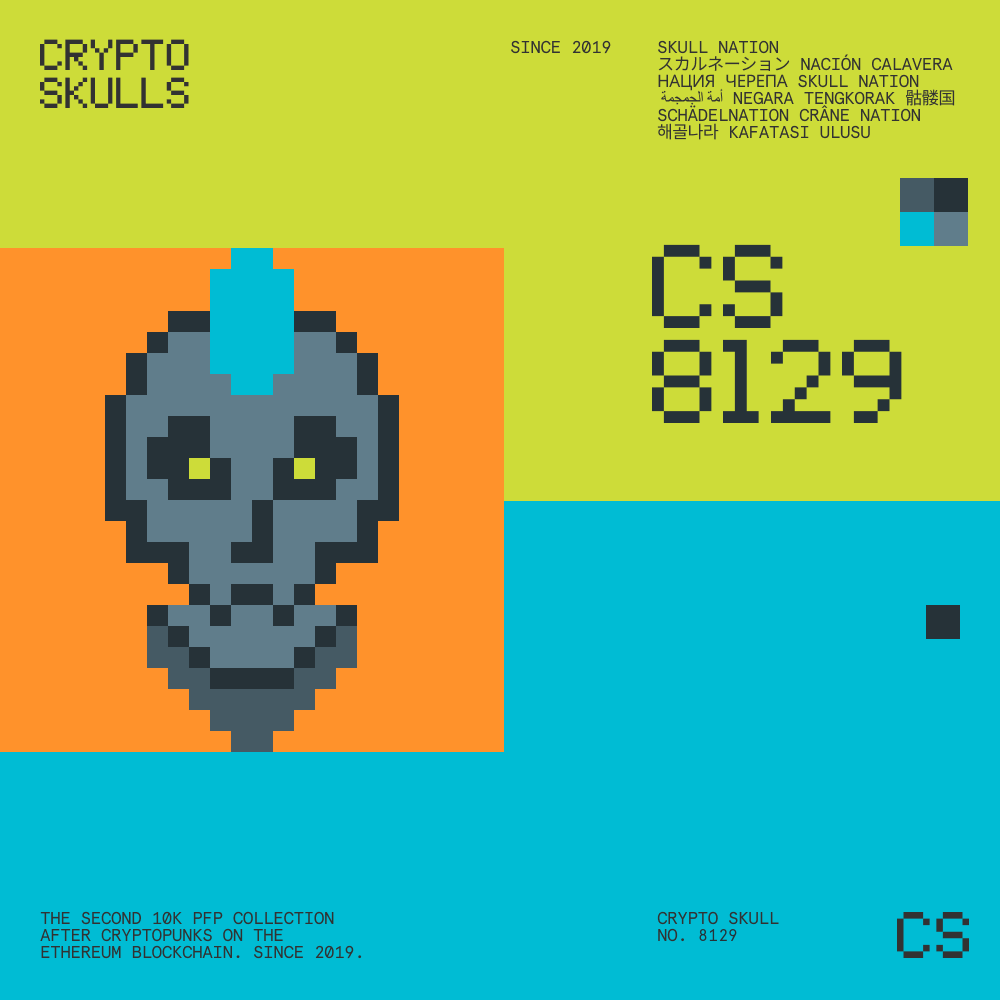 CRYPTO
SKULLS
SINCE 2019
SKULL NATION
スカルネーション NACIÓN CALAVERA
НАЦИЯ ЧЕРЕПА SKULL NATION
أمة الجمجمة NEGARA TENGKORAK 骷髅国
SCHÄDELNATION CRÂNE NATION
해골나라 KAFATASI ULUSU
CS
8129
THE SECOND 10K PFP COLLECTION
AFTER CRYPTOPUNKS ON THE
ETHEREUM BLOCKCHAIN. SINCE 2019.
CRYPTO SKULL
NO. 8129
CS